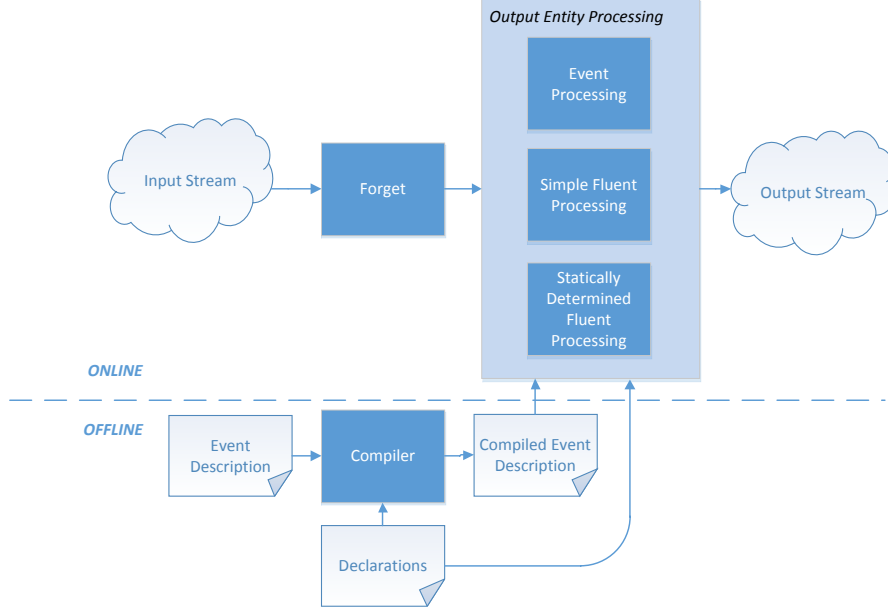 Output Entity Processing
Event
Processing
Input Stream
Forget
Simple Fluent
Processing
Output Stream
Statically
Determined
Fluent
Processing
ONLINE
OFFLINE
Event
Description
Compiler
Compiled Event
Description
Declarations